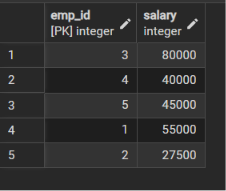 emp_id salary
[PK] integer integer
1 3 80000
2 4 40000
3 5 45000
4 1 55000
5 2 27500